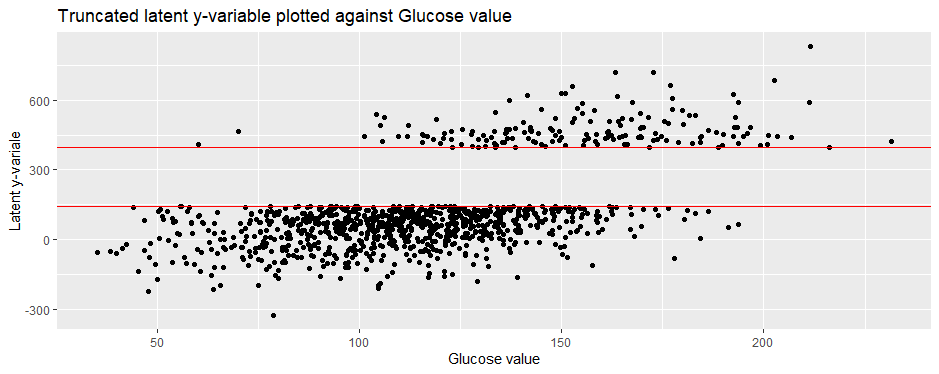 Truncated latent y-variable plotted against Glucose value
Latent y-variale
600
300
0
-300
50
100
150
200
Glucose value